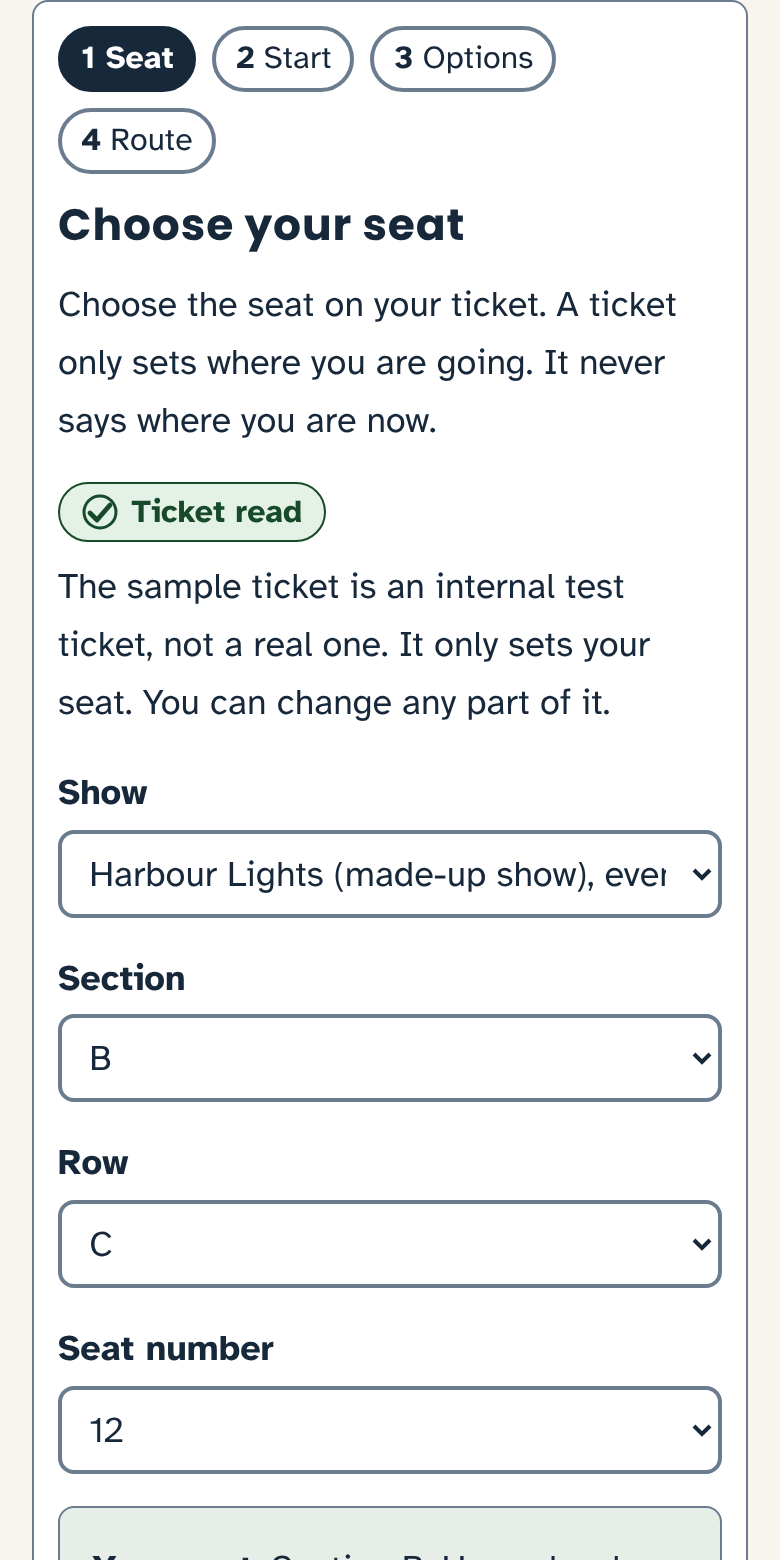 1 Seat
2 Start
3 Options
4 Route
Choose your seat
Choose the seat on your ticket. A ticket
only sets where you are going. It never
says where you are now.
Ticket read
The sample ticket is an internal test
ticket, not a real one. It only sets your
seat. You can change any part of it.
Show
Harbour Lights (made-up show),
Section
B
Row
C
Seat number
12